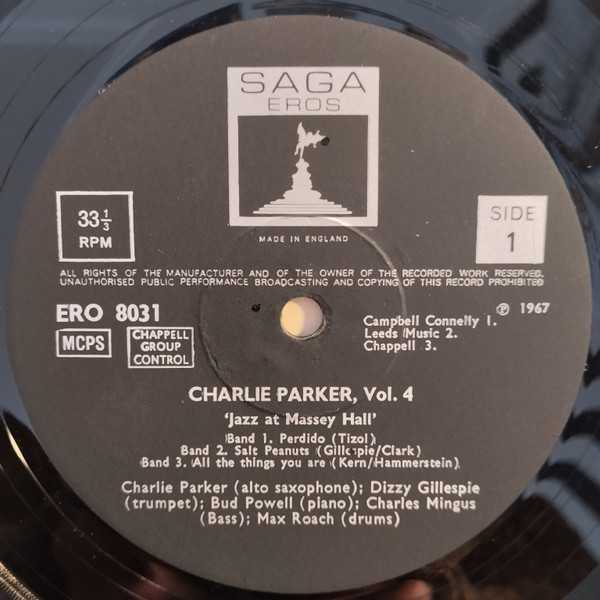 SAGA
EROS
MADE IN ENGLAND
33⅓
RPM
SIDE
1
ALL RIGHTS OF THE MANUFACTURER AND OF THE OWNER OF THE RECORDED WORK RESERVED.
UNAUTHORISED PUBLIC PERFORMANCE BROADCASTING AND COPYING OF THIS RECORD PROHIBITED
ERO 8031
MCPS
CHAPPELL
GROUP
CONTROL
℗ 1967
Campbell Connelly 1.
Leeds Music 2.
Chappell 3.
CHARLIE PARKER, Vol. 4
'Jazz at Massey Hall'
Band 1. Perdido (Tizol)
Band 2. Salt Peanuts (Gillespie/Clark)
Band 3. All the things you are (Kern/Hammerstein).
Charlie Parker (alto saxophone); Dizzy Gillespie
(trumpet); Bud Powell (piano); Charles Mingus
(Bass); Max Roach (drums)